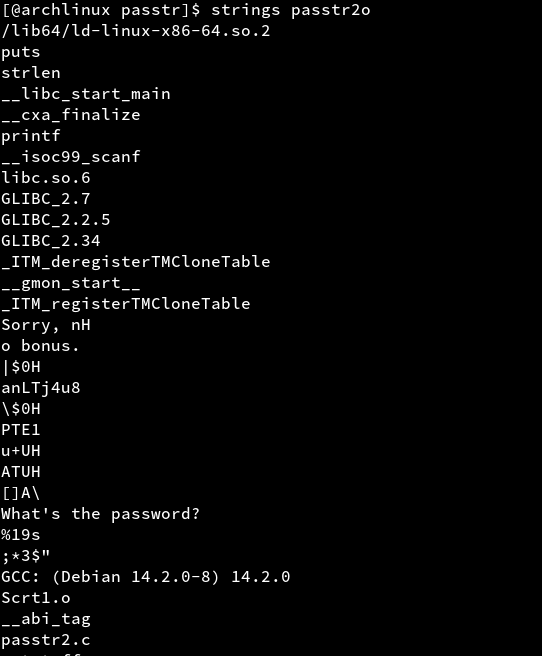 [@archlinux passtr]$ strings passtr2o
/lib64/ld-linux-x86-64.so.2
puts
strlen
__libc_start_main
__cxa_finalize
printf
__isoc99_scanf
libc.so.6
GLIBC_2.7
GLIBC_2.2.5
GLIBC_2.34
_ITM_deregisterTMCloneTable
__gmon_start__
_ITM_registerTMCloneTable
Sorry, nH
o bonus.
|$0H
anLTj4u8
\$0H
PTE1
u+UH
ATUH
[]A\
What's the password?
%19s
;*3$"
GCC: (Debian 14.2.0-8) 14.2.0
Scrt1.o
__abi_tag
passtr2.c